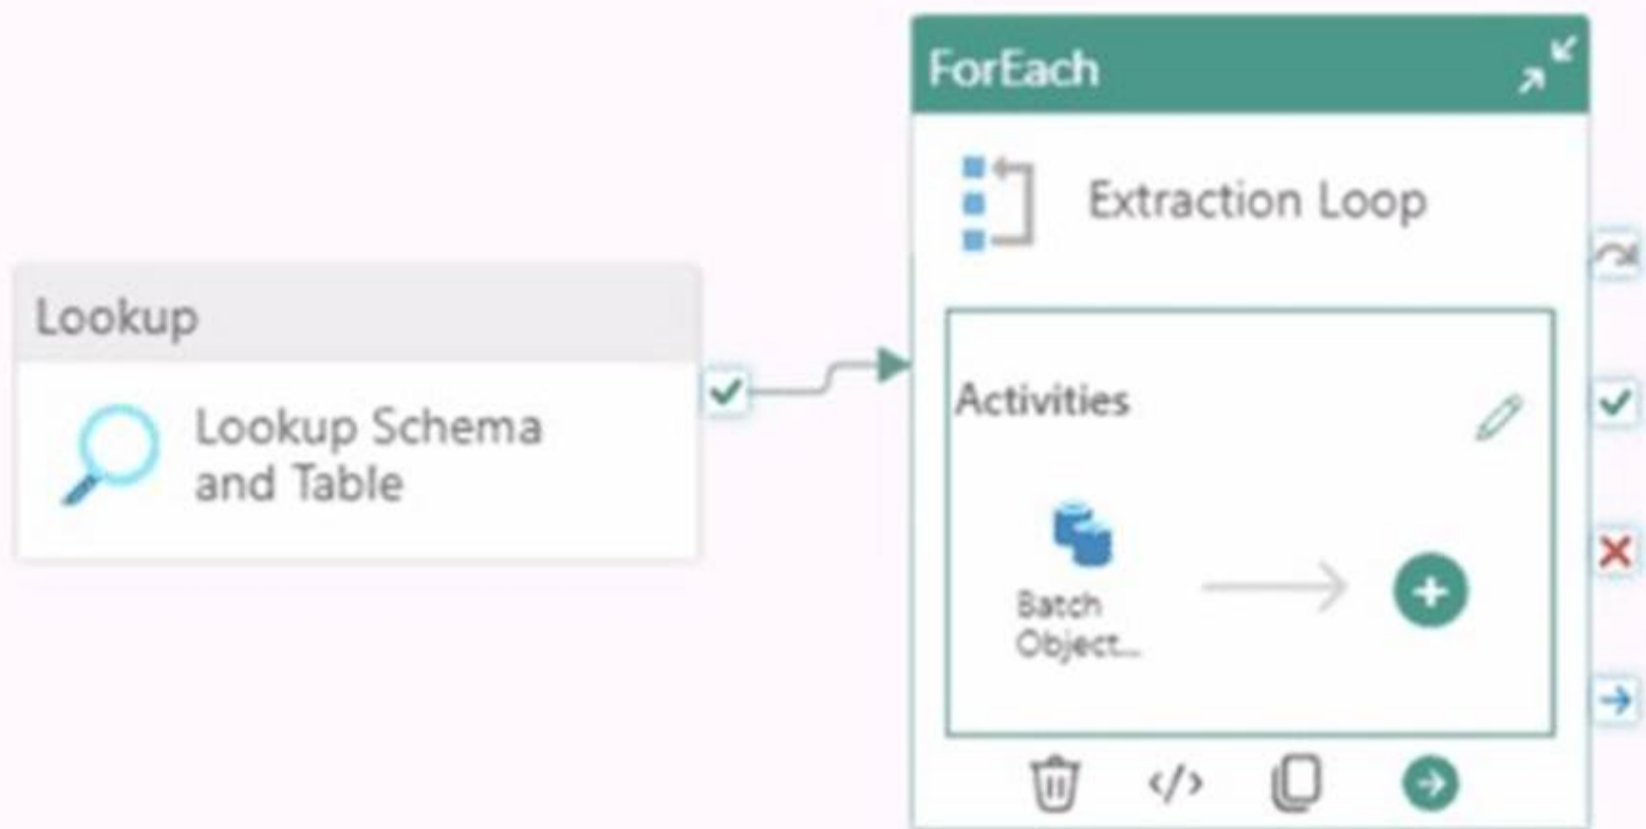 Lookup
Lookup Schema
and Table
ForEach
Extraction Loop
Activities
Batch
Object...